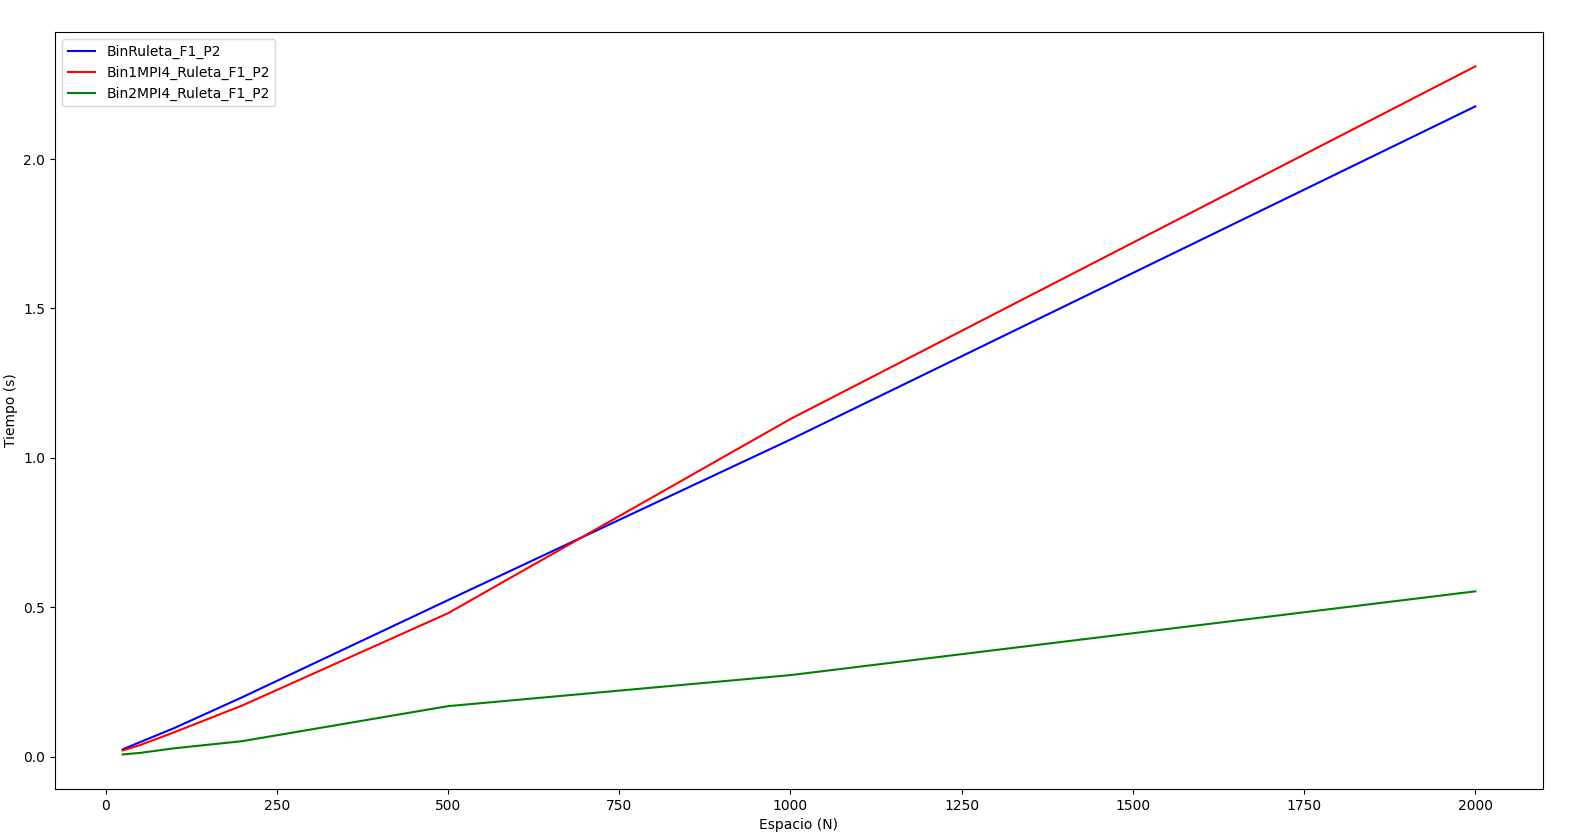 BinRuleta_F1_P2
Bin1MPI4_Ruleta_F1_P2
Bin2MPI4_Ruleta_F1_P2
2.0
1.5
1.0
0.5
0.0
Tiempo (s)
0 250 500 750 1000 1250 1500 1750 2000
Espacio (N)